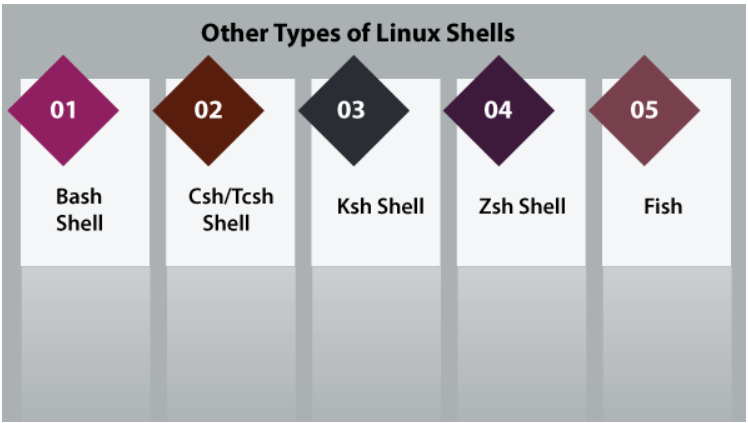 Other Types of Linux Shells
01
Bash
Shell
02
Csh/Tcsh
Shell
03
Ksh Shell
04
Zsh Shell
05
Fish